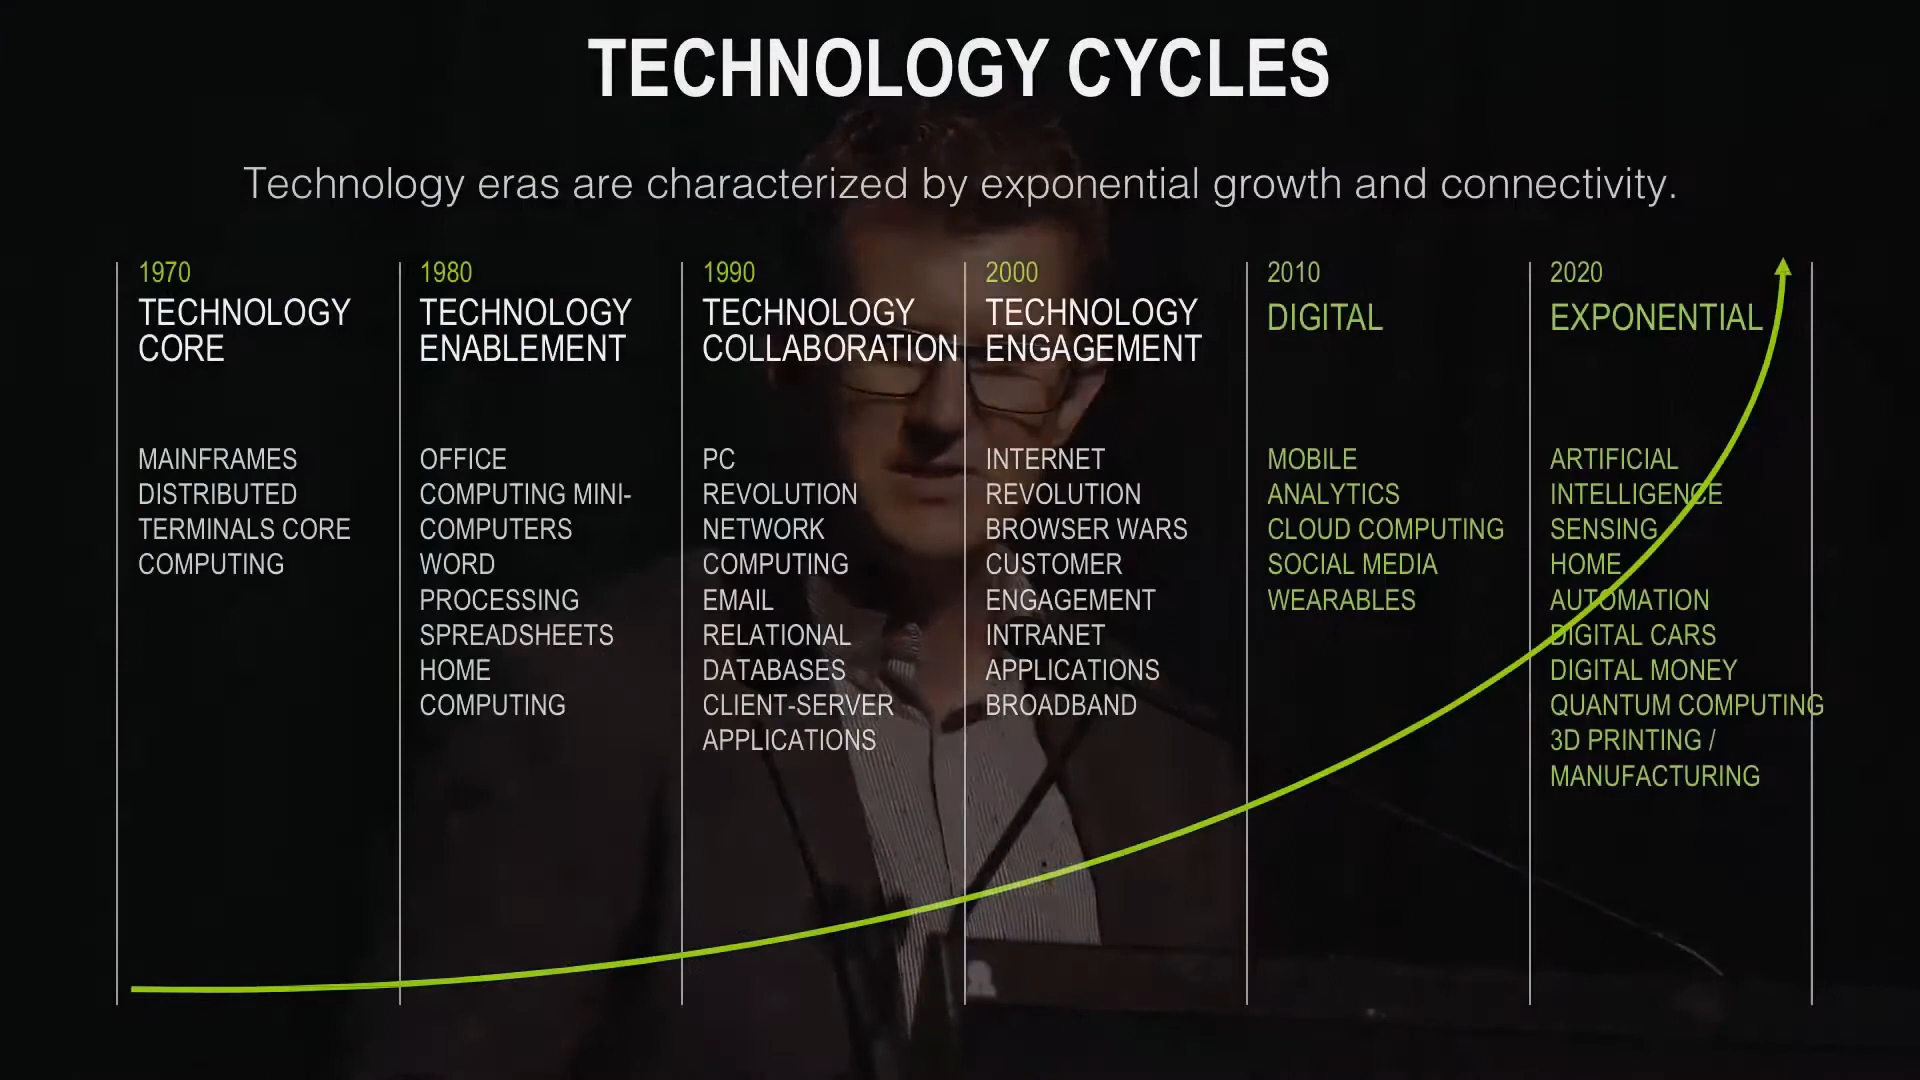 TECHNOLOGY CYCLES
Technology eras are characterized by exponential growth and connectivity.
1970
TECHNOLOGY
CORE
MAINFRAMES
DISTRIBUTED
TERMINALS CORE
COMPUTING
1980
TECHNOLOGY
ENABLEMENT
OFFICE
COMPUTING MINI-
COMPUTERS
WORD
PROCESSING
SPREADSHEETS
HOME
COMPUTING
1990
TECHNOLOGY
COLLABORATION
PC
REVOLUTION
NETWORK
COMPUTING
EMAIL
RELATIONAL
DATABASES
CLIENT-SERVER
APPLICATIONS
2000
TECHNOLOGY
ENGAGEMENT
INTERNET
REVOLUTION
BROWSER WARS
CUSTOMER
ENGAGEMENT
INTRANET
APPLICATIONS
BROADBAND
2010
DIGITAL
MOBILE
ANALYTICS
CLOUD COMPUTING
SOCIAL MEDIA
WEARABLES
2020
EXPONENTIAL
ARTIFICIAL
INTELLIGENCE
SENSING
HOME
AUTOMATION
DIGITAL CARS
DIGITAL MONEY
QUANTUM COMPUTING
3D PRINTING /
MANUFACTURING